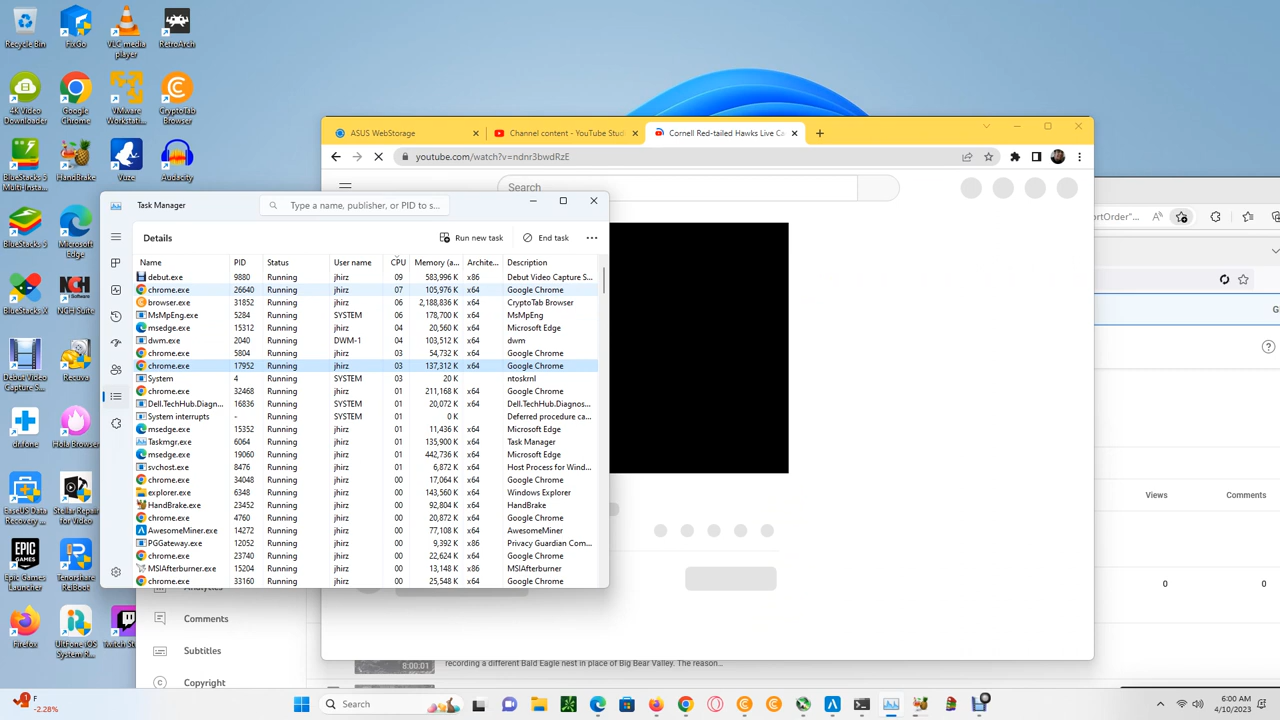 Recycle Bin
FixGo
VLC media player
RetroArch
4K Video Downloader
Google Chrome
VMware Workstati...
CryptoTab Browser
BlueStacks 5 Multi-Insta...
HandBrake
Vuze
Audacity
BlueStacks 5
Microsoft Edge
BlueStacks X
NCH Suite
Debut Video Capture S...
Recuva
drfone
Hola Browser
EaseUS Data Recovery ...
Stellar Repair for Video
Epic Games Launcher
Tenorshare ReiBoot
Firefox
UltFone iOS System R...
Twitch St
ASUS WebStorage
Channel content - YouTube Stud
Cornell Red-tailed Hawks Live Ca
youtube.com/watch?v=ndnr3bwdRzE
Search
Task Manager
Type a name, publisher, or PID to s...
Details
Run new task
End task
Name PID Status User name CPU Memory (a... Archite... Description
debut.exe 9880 Running jhirz 09 583,996 K x86 Debut Video Capture S...
chrome.exe 26640 Running jhirz 07 105,976 K x64 Google Chrome
browser.exe 31852 Running jhirz 06 2,188,836 K x64 CryptoTab Browser
MsMpEng.exe 5284 Running SYSTEM 06 178,700 K x64 MsMpEng
msedge.exe 15312 Running jhirz 04 20,560 K x64 Microsoft Edge
dwm.exe 2040 Running DWM-1 04 103,512 K x64 dwm
chrome.exe 5804 Running jhirz 03 54,732 K x64 Google Chrome
chrome.exe 17952 Running jhirz 03 137,312 K x64 Google Chrome
System 4 Running SYSTEM 03 20 K ntoskrnl
chrome.exe 32468 Running jhirz 01 211,168 K x64 Google Chrome
Dell.TechHub.Diagn... 16836 Running SYSTEM 01 20,072 K x64 Dell.TechHub.Diagnos...
System interrupts - Running SYSTEM 01 0 K Deferred procedure ca...
msedge.exe 15352 Running jhirz 01 11,436 K x64 Microsoft Edge
Taskmgr.exe 6064 Running jhirz 01 135,900 K x64 Task Manager
msedge.exe 19060 Running jhirz 01 442,736 K x64 Microsoft Edge
svchost.exe 8476 Running jhirz 01 6,872 K x64 Host Process for Wind...
chrome.exe 34048 Running jhirz 01 17,064 K x64 Google Chrome
explorer.exe 6348 Running jhirz 00 143,560 K x64 Windows Explorer
HandBrake.exe 23452 Running jhirz 00 92,804 K x64 HandBrake
chrome.exe 4760 Running jhirz 00 20,872 K x64 Google Chrome
AwesomeMiner.exe 14272 Running jhirz 00 77,108 K x64 AwesomeMiner
PGGateway.exe 12052 Running jhirz 00 9,392 K x86 Privacy Guardian Com...
chrome.exe 23740 Running jhirz 00 22,624 K x64 Google Chrome
MSIAfterburner.exe 15204 Running jhirz 00 13,148 K x86 MSIAfterburner
chrome.exe 33160 Running jhirz 00 25,548 K x64 Google Chrome
ortOrder"...
G
Views Comments
0 0
Analytics
Comments
Subtitles
Copyright
8:00:01
recording a different Bald Eagle nest in place of Big Bear Valley. The reason...
F
-2.28%
Search
6:00 AM
4/10/2023